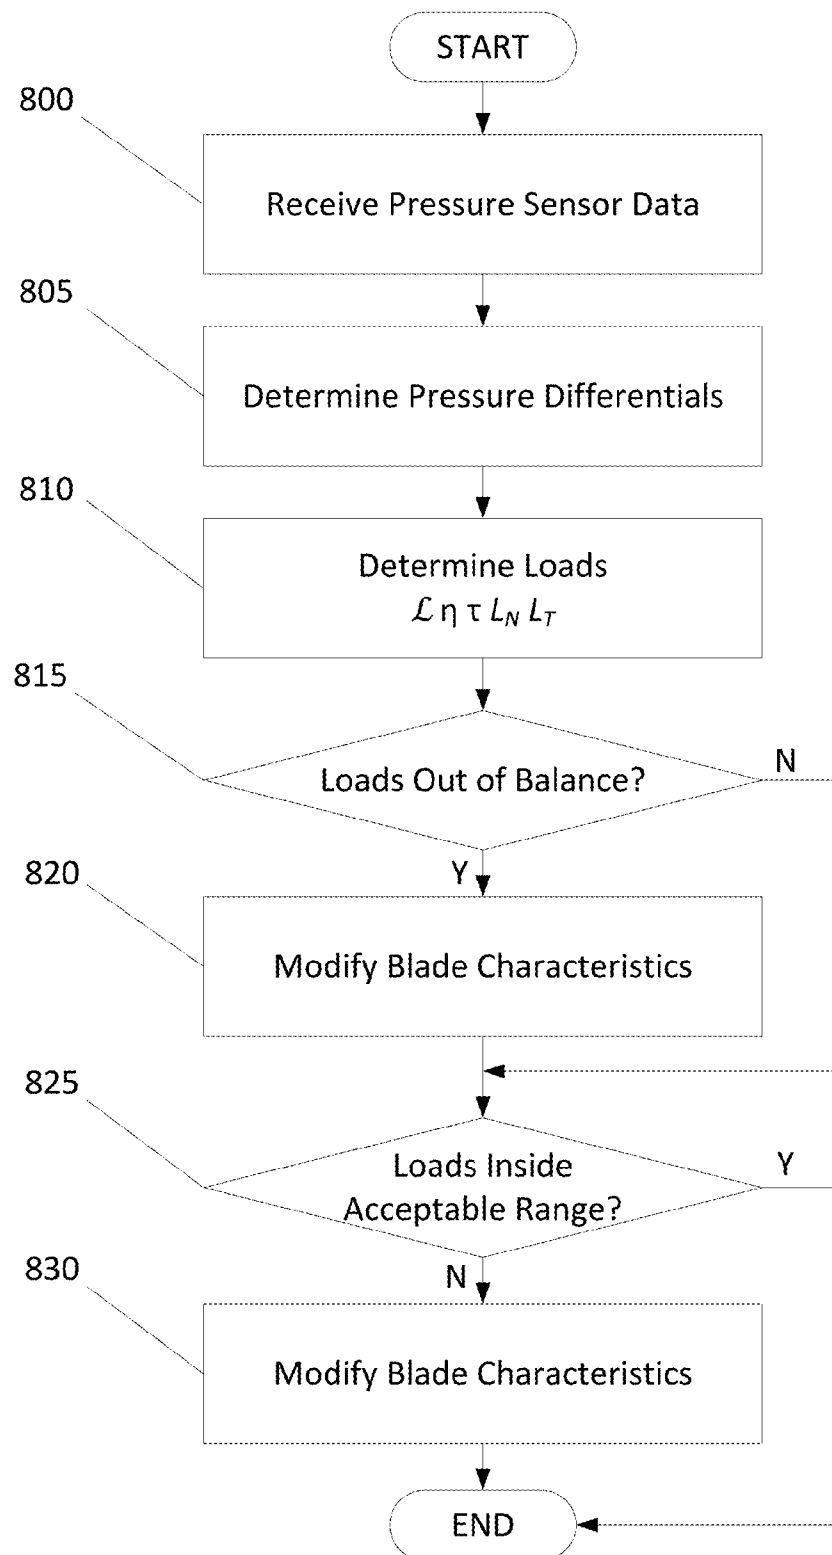 START
800
Receive Pressure Sensor Data
805
Determine Pressure Differentials
810
Determine Loads
ℒ η τ L_N L_T
815
Loads Out of Balance?
N
Y
820
Modify Blade Characteristics
825
Loads Inside
Acceptable Range?
Y
N
830
Modify Blade Characteristics
END